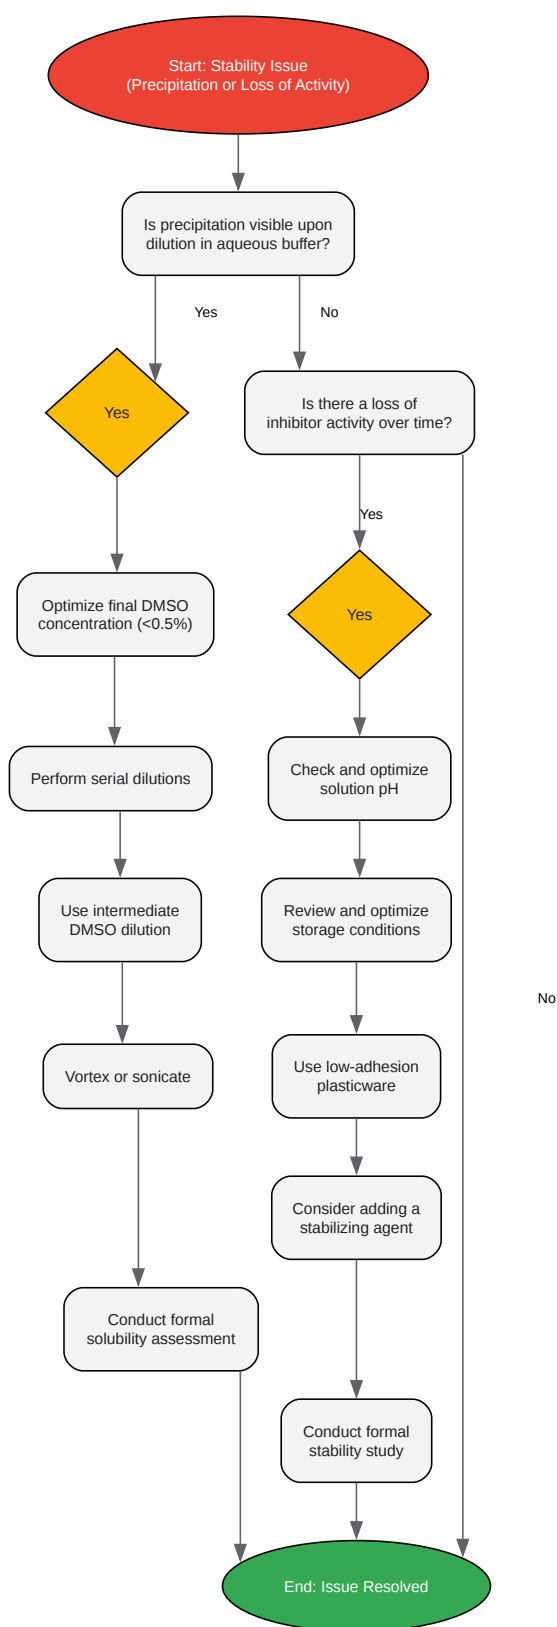 Start: Stability Issue
(Precipitation or Loss of Activity)
Is precipitation visible upon
dilution in aqueous buffer?
Yes
No
Yes
Is there a loss of
inhibitor activity over time?
Yes
Optimize final DMSO
concentration (<0.5%)
Yes
Perform serial dilutions
Check and optimize
solution pH
Use intermediate
DMSO dilution
Review and optimize
storage conditions
No
Vortex or sonicate
Use low-adhesion
plasticware
Consider adding a
stabilizing agent
Conduct formal
solubility assessment
Conduct formal
stability study
End: Issue Resolved